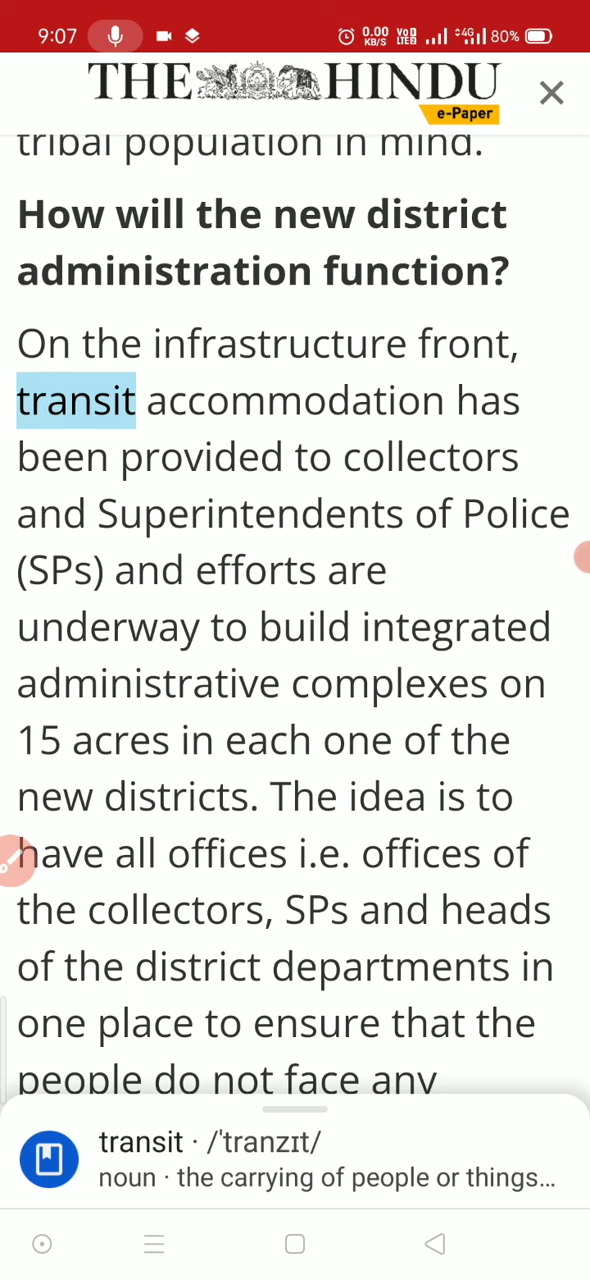 9:07 0.00 KB/S VoD LTED 4G 80%
THE HINDU
e-Paper
tribal population in mind.
How will the new district
administration function?
On the infrastructure front,
transit accommodation has
been provided to collectors
and Superintendents of Police
(SPs) and efforts are
underway to build integrated
administrative complexes on
15 acres in each one of the
new districts. The idea is to
have all offices i.e. offices of
the collectors, SPs and heads
of the district departments in
one place to ensure that the
people do not face any
transit · /ˈtranzɪt/
noun · the carrying of people or things...